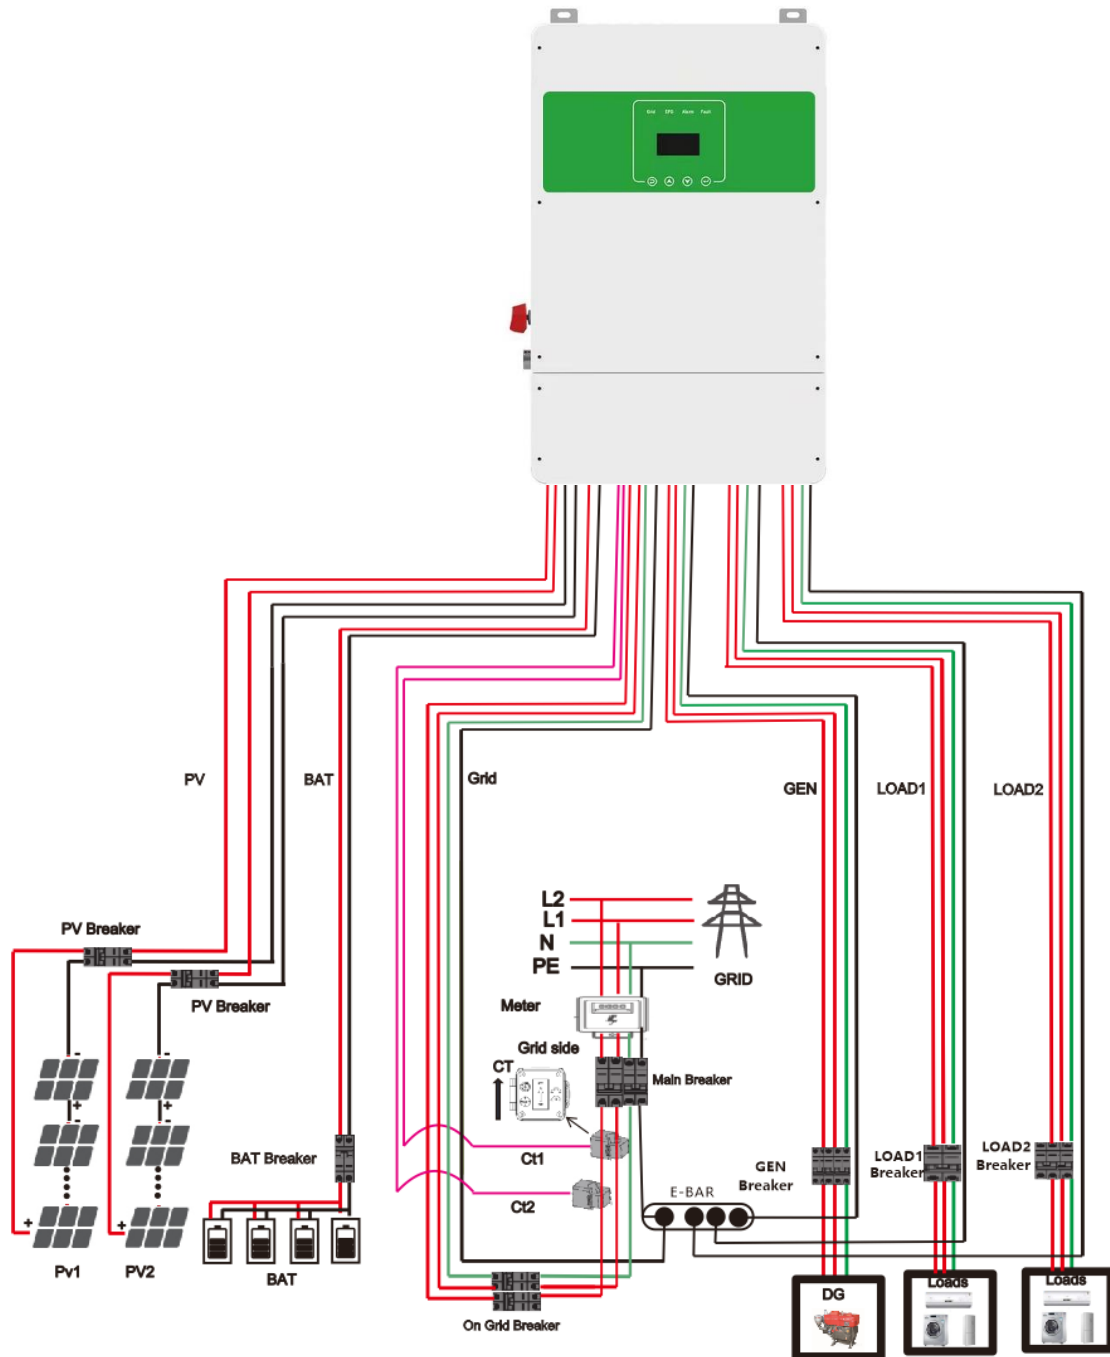 Grid EPS Alarm Fault
PV
BAT
Grid
GEN
LOAD1
LOAD2
L2
L1
N
PE
GRID
PV Breaker
PV Breaker
Meter
Grid side
CT
Main Breaker
Ct1
Ct2
BAT Breaker
GEN
Breaker
LOAD1
Breaker
LOAD2
Breaker
E-BAR
- -
+ +
- -
+ +
Pv1
PV2
BAT
On Grid Breaker
DG
Loads
Loads